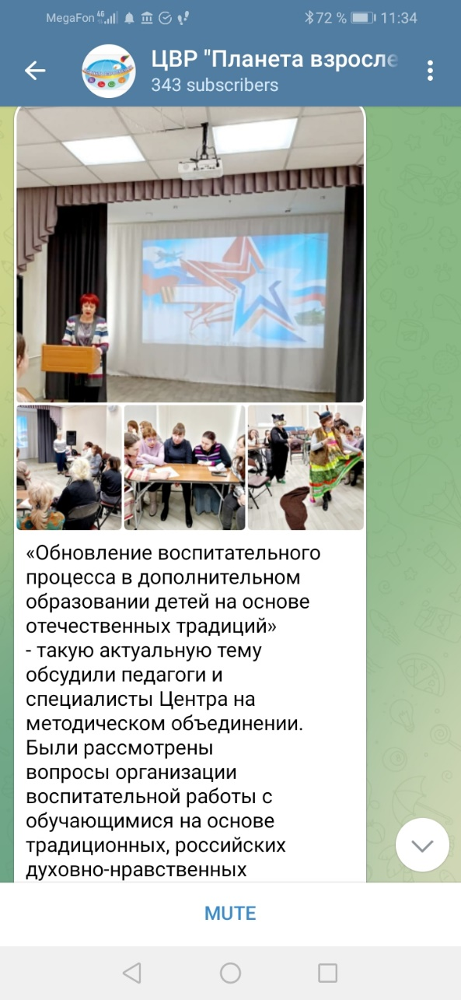 MegaFon 4G 72 % 11:34
ЦВР "Планета взросле
343 subscribers
«Обновление воспитательного
процесса в дополнительном
образовании детей на основе
отечественных традиций»
- такую актуальную тему
обсудили педагоги и
специалисты Центра на
методическом объединении.
Были рассмотрены
вопросы организации
воспитательной работы с
обучающимися на основе
традиционных, российских
духовно-нравственных
MUTE